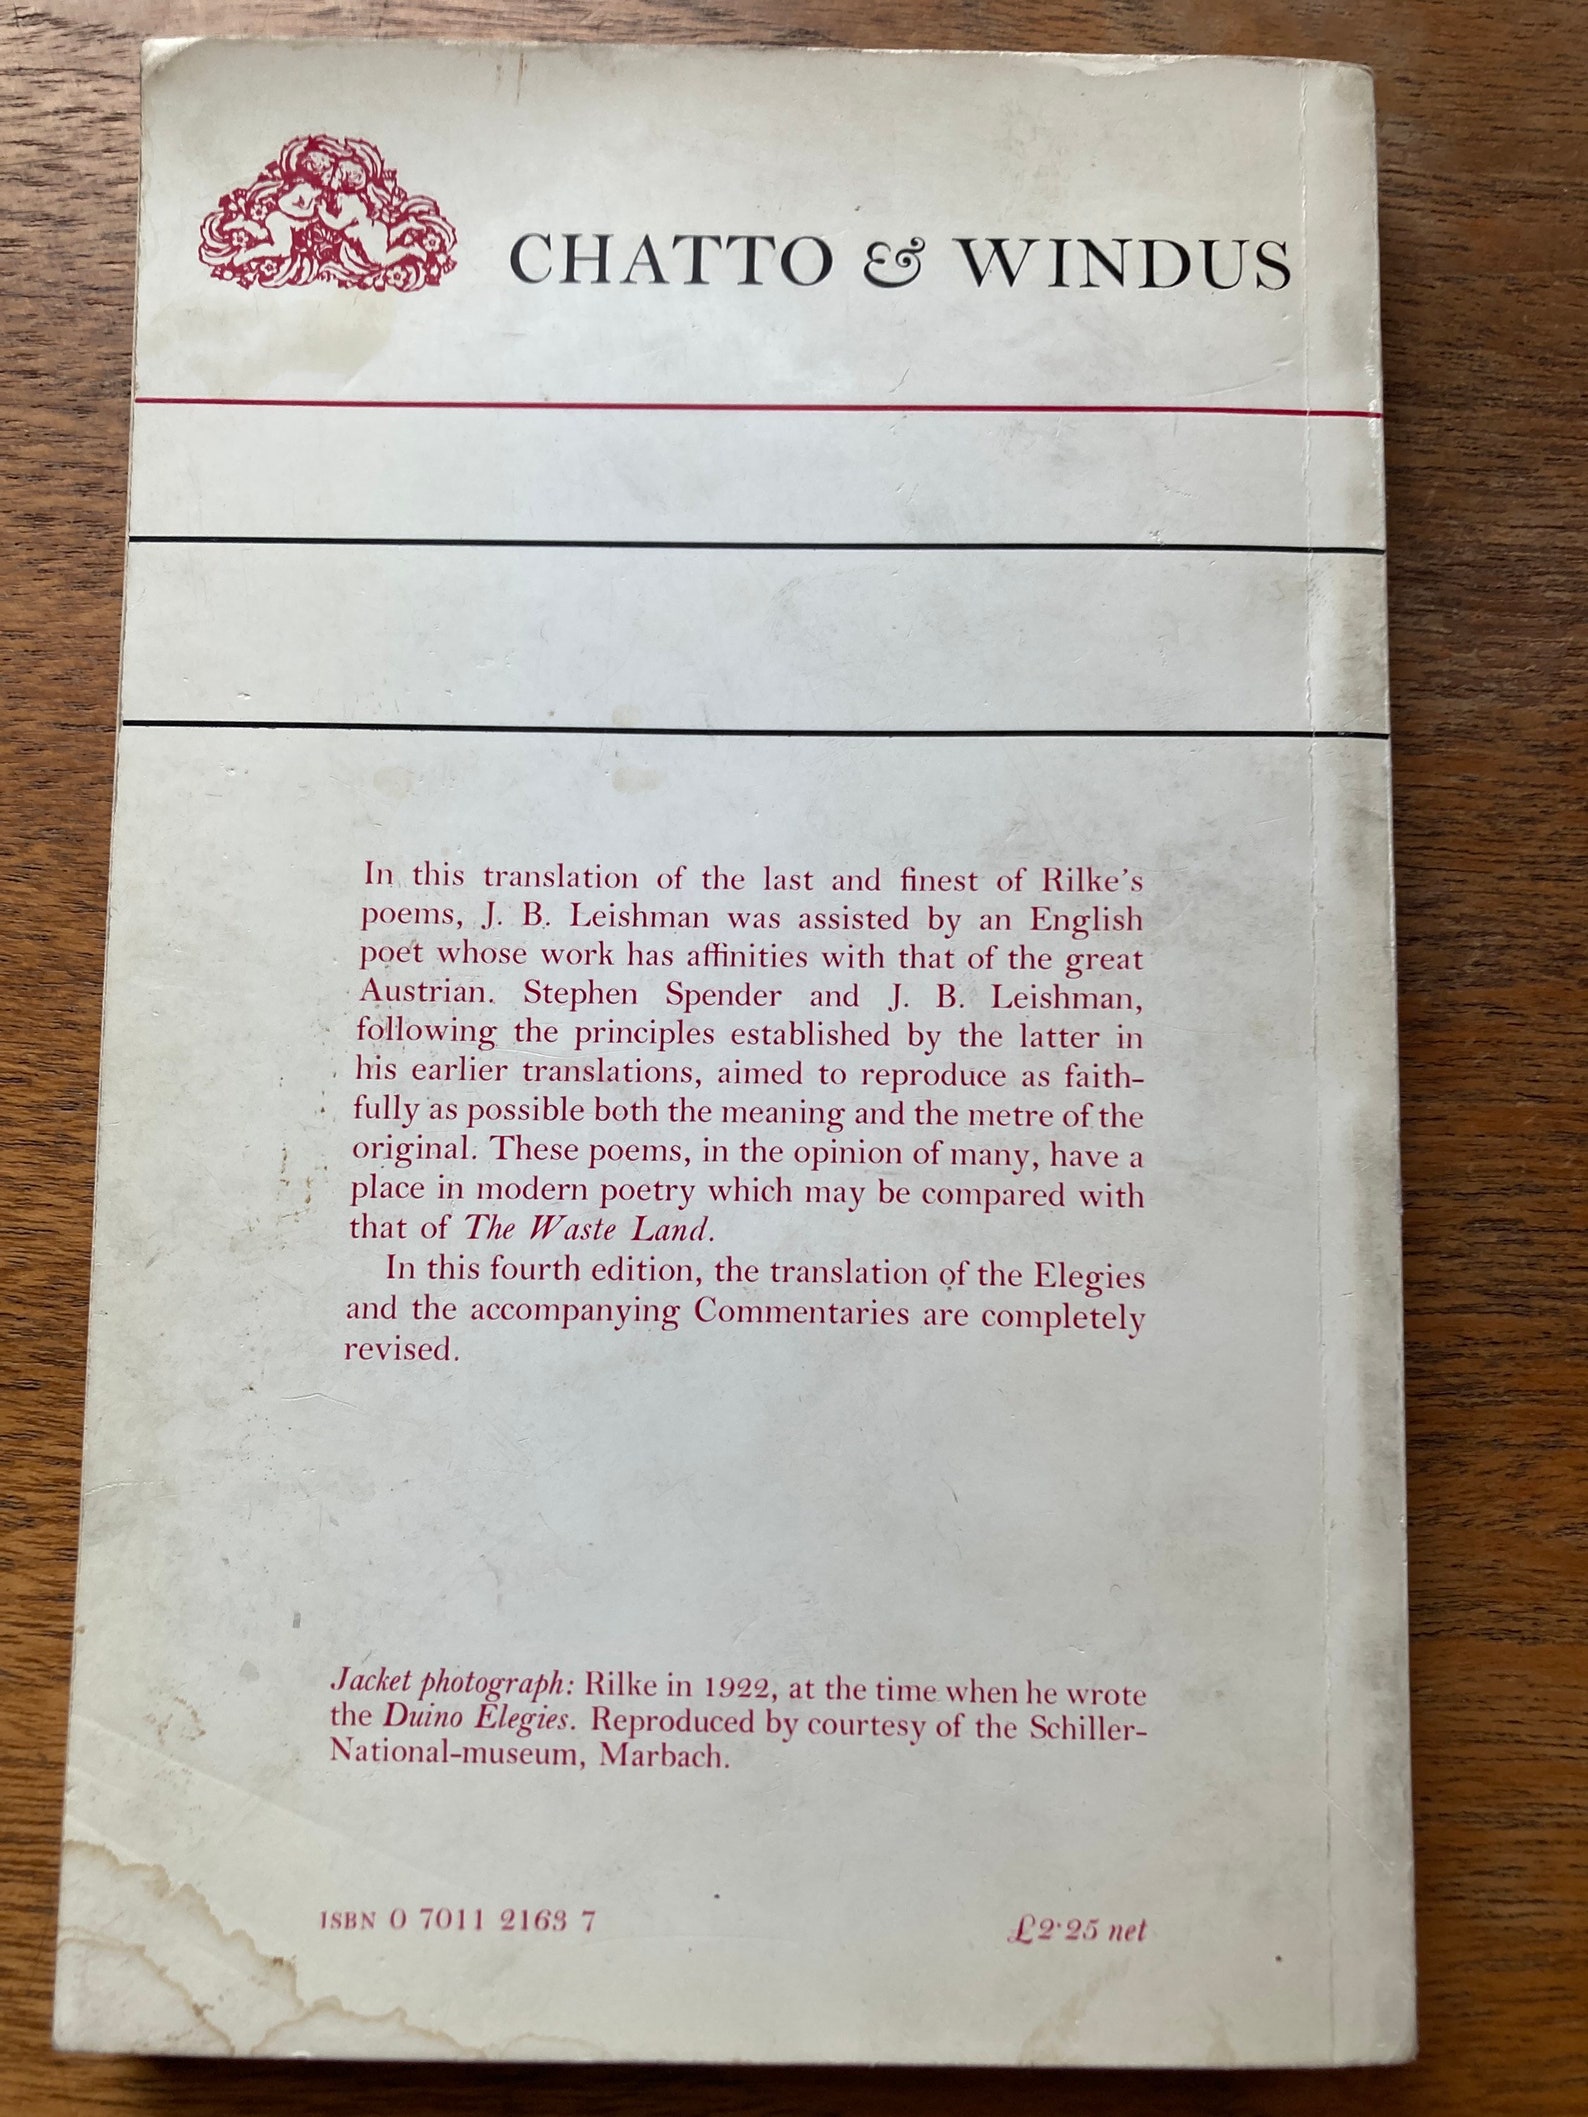 CHATTO & WINDUS
In this translation of the last and finest of Rilke's
poems, J. B. Leishman was assisted by an English
poet whose work has affinities with that of the great
Austrian. Stephen Spender and J. B. Leishman,
following the principles established by the latter in
his earlier translations, aimed to reproduce as faith-
fully as possible both the meaning and the metre of the
original. These poems, in the opinion of many, have a
place in modern poetry which may be compared with
that of The Waste Land.
In this fourth edition, the translation of the Elegies
and the accompanying Commentaries are completely
revised.
Jacket photograph: Rilke in 1922, at the time when he wrote
the Duino Elegies. Reproduced by courtesy of the Schiller-
National-museum, Marbach.
ISBN 0 7011 2163 7
£2·25 net